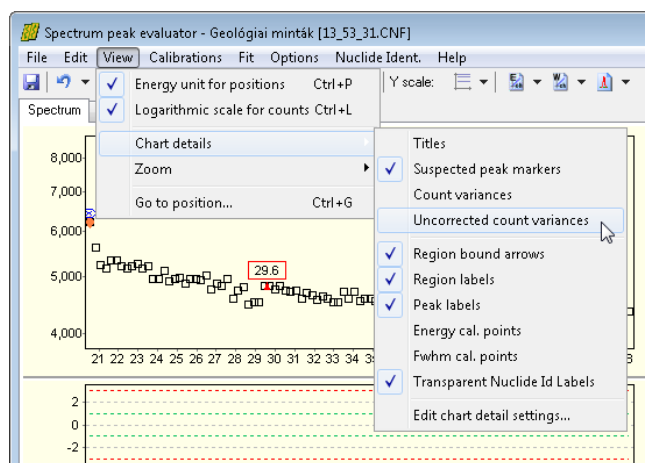 Spectrum peak evaluator - Geológiai minták [13_53_31.CNF]
File Edit View Calibrations Fit Options Nuclide Ident. Help
Y scale:
Spectrum
Energy unit for positions Ctrl+P
Logarithmic scale for counts Ctrl+L
Chart details
Zoom
Go to position... Ctrl+G
Titles
Suspected peak markers
Count variances
Uncorrected count variances
Region bound arrows
Region labels
Peak labels
Energy cal. points
Fwhm cal. points
Transparent Nuclide Id Labels
Edit chart detail settings...
8,000
7,000
6,000
5,000
4,000
29.6
21 22 23 24 25 26 27 28 29 30 31 32 33 34
2
0
-2